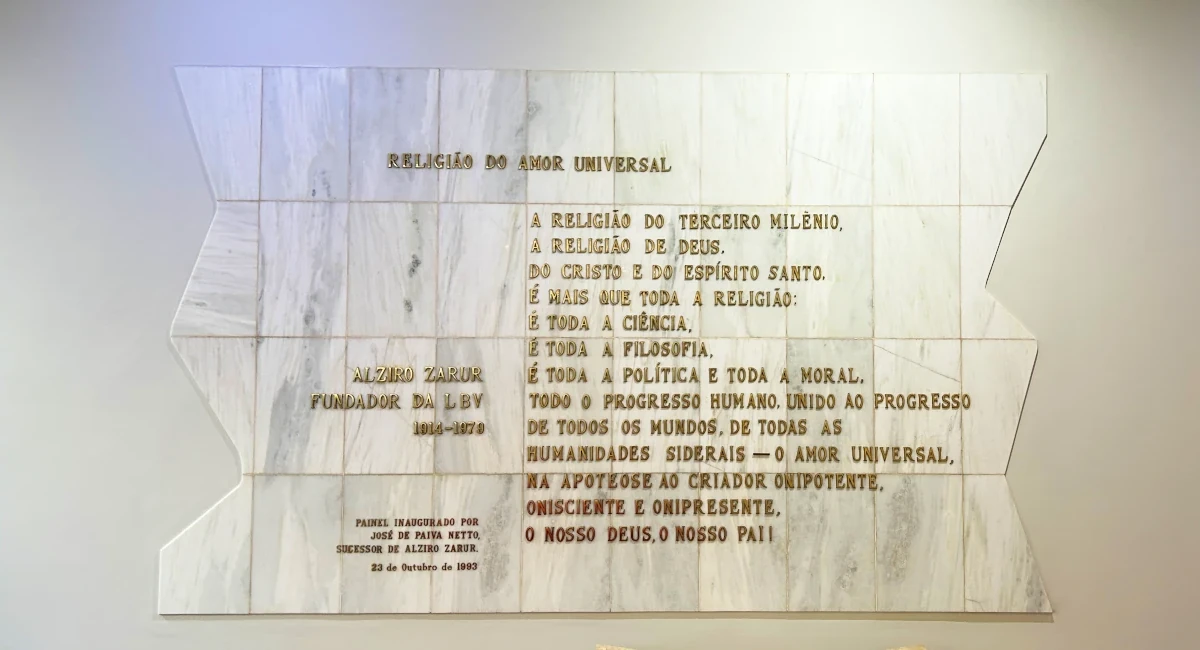 RELIGIÃO DO AMOR UNIVERSAL
A RELIGIÃO DO TERCEIRO MILÊNIO,
A RELIGIÃO DE DEUS,
DO CRISTO E DO ESPÍRITO SANTO,
É MAIS QUE TODA A RELIGIÃO:
É TODA A CIÊNCIA,
É TODA A FILOSOFIA,
É TODA A POLÍTICA E TODA A MORAL,
TODO O PROGRESSO HUMANO, UNIDO AO PROGRESSO
DE TODOS OS MUNDOS, DE TODAS AS
HUMANIDADES SIDERAIS — O AMOR UNIVERSAL,
NA APOTEOSE AO CRIADOR ONIPOTENTE,
ONISCIENTE E ONIPRESENTE,
O NOSSO DEUS, O NOSSO PAI!
ALZIRO ZARUR
FUNDADOR DA LBV
1914-1979
PAINEL INAUGURADO POR
JOSÉ DE PAIVA NETTO,
SUCESSOR DE ALZIRO ZARUR.
23 de Outubro de 1993